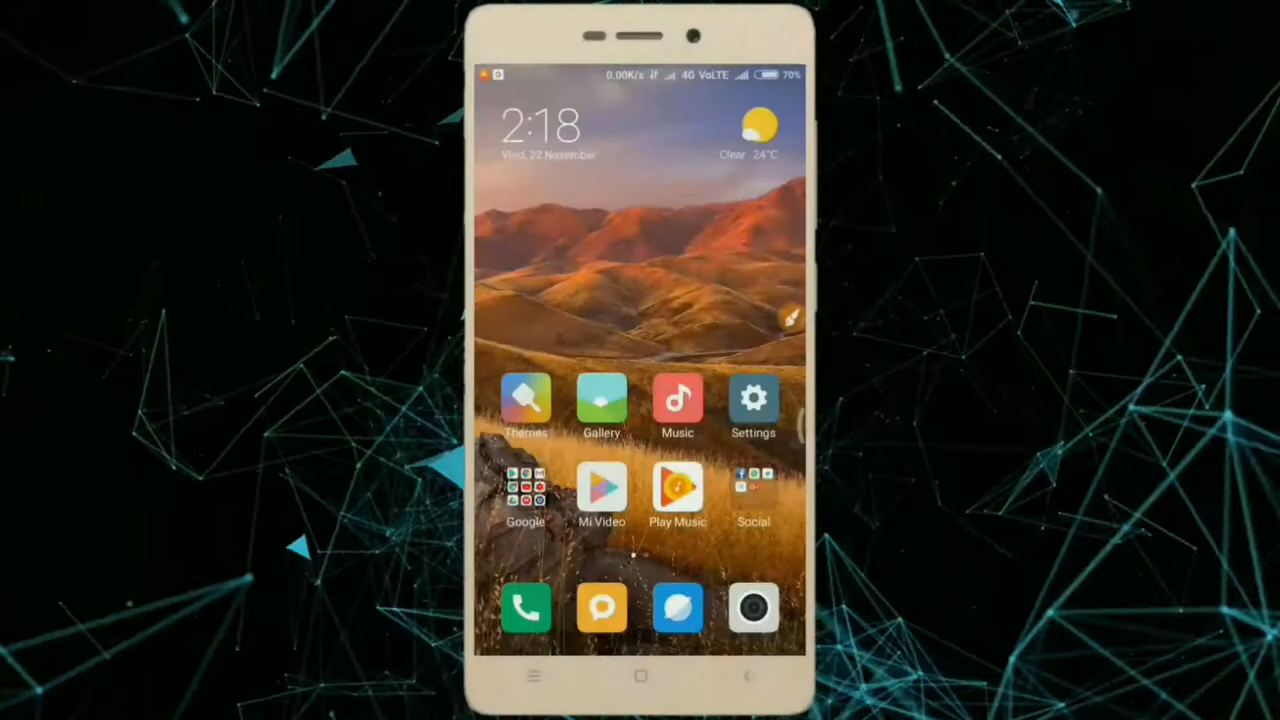 0.00K/s 4G VoLTE 70%
2:18
Wed, 22 November
Clear 24°C
Themes Gallery Music Settings
Google Mi Video Play Music Social